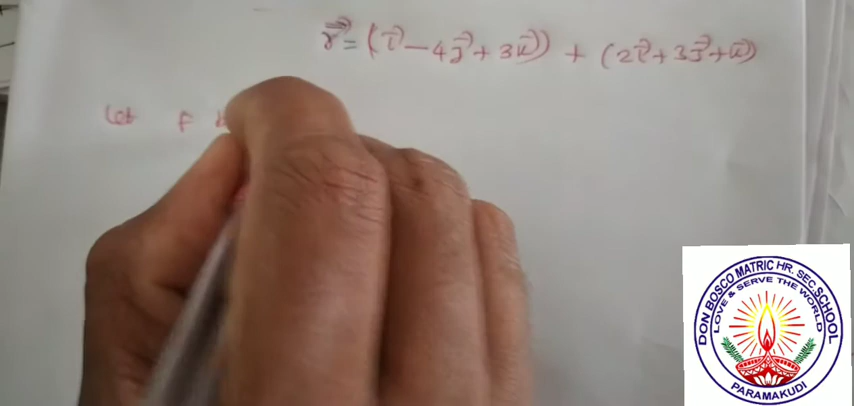 r⃗ = (i⃗ - 4j⃗ + 3k⃗) + (2i⃗ + 3j⃗ + k⃗)
Let F
DON BOSCO MATRIC HR. SEC. SCHOOL
LOVE & SERVE THE WORLD
PARAMAKUDI